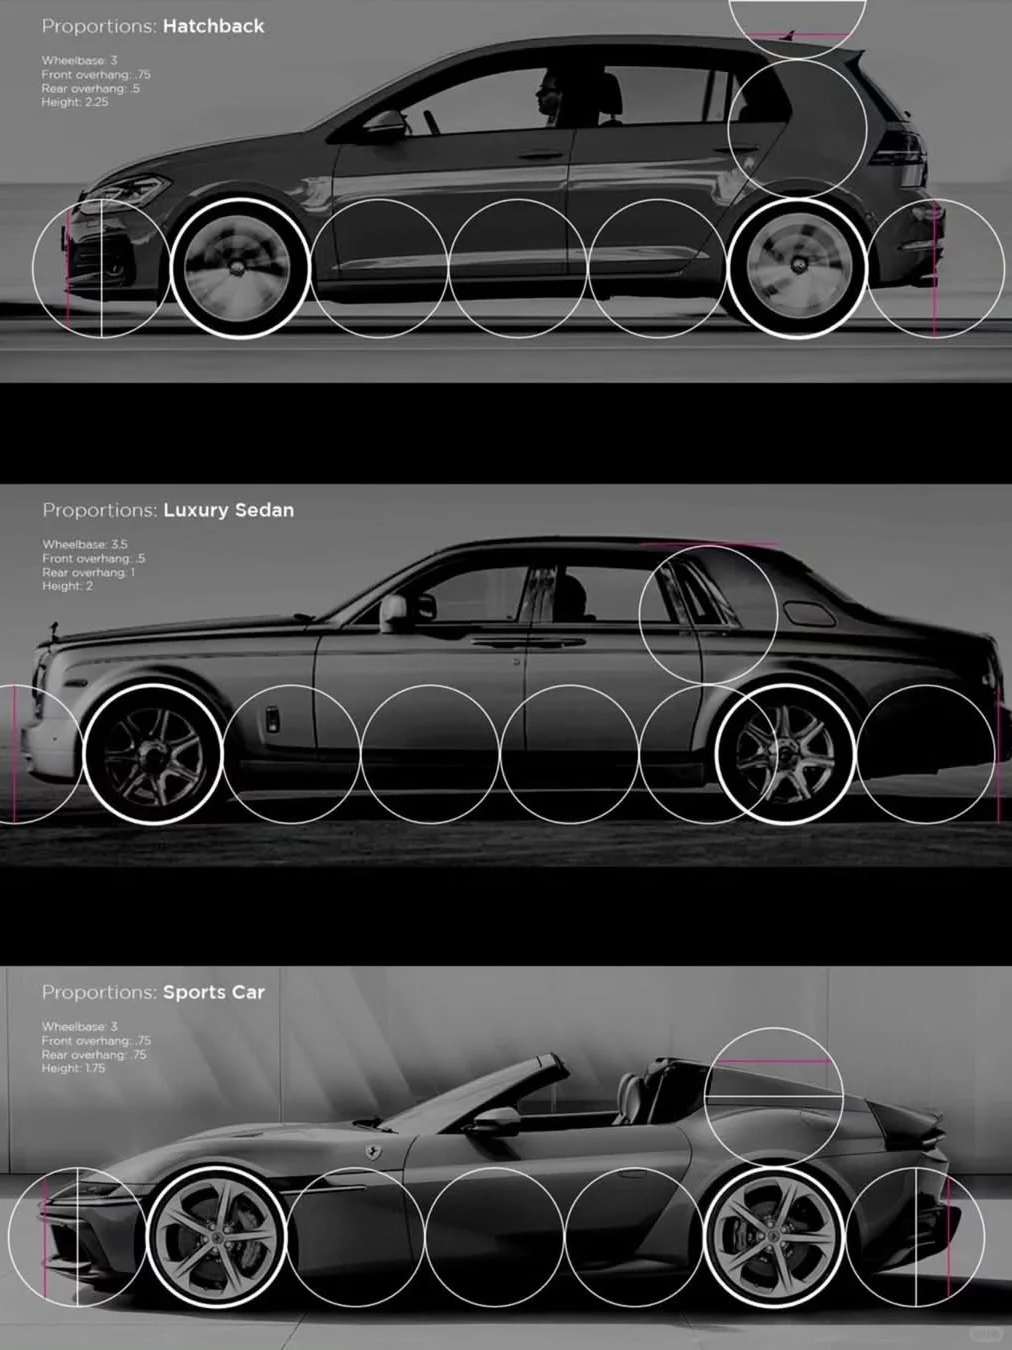 Proportions: Hatchback
Wheelbase: 3
Front overhang: .75
Rear overhang: .5
Height: 2.25
Proportions: Luxury Sedan
Wheelbase: 3.5
Front overhang: .5
Rear overhang: 1
Height: 2
Proportions: Sports Car
Wheelbase: 3
Front overhang: .75
Rear overhang: .75
Height: 1.75